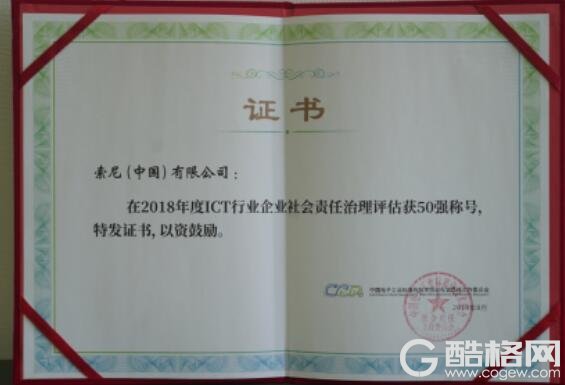 证书
索尼(中国)有限公司:
在2018年度ICT行业企业社会责任治理评估获50强称号,
特发证书,以资鼓励。
G酷格网
www.cogew.com